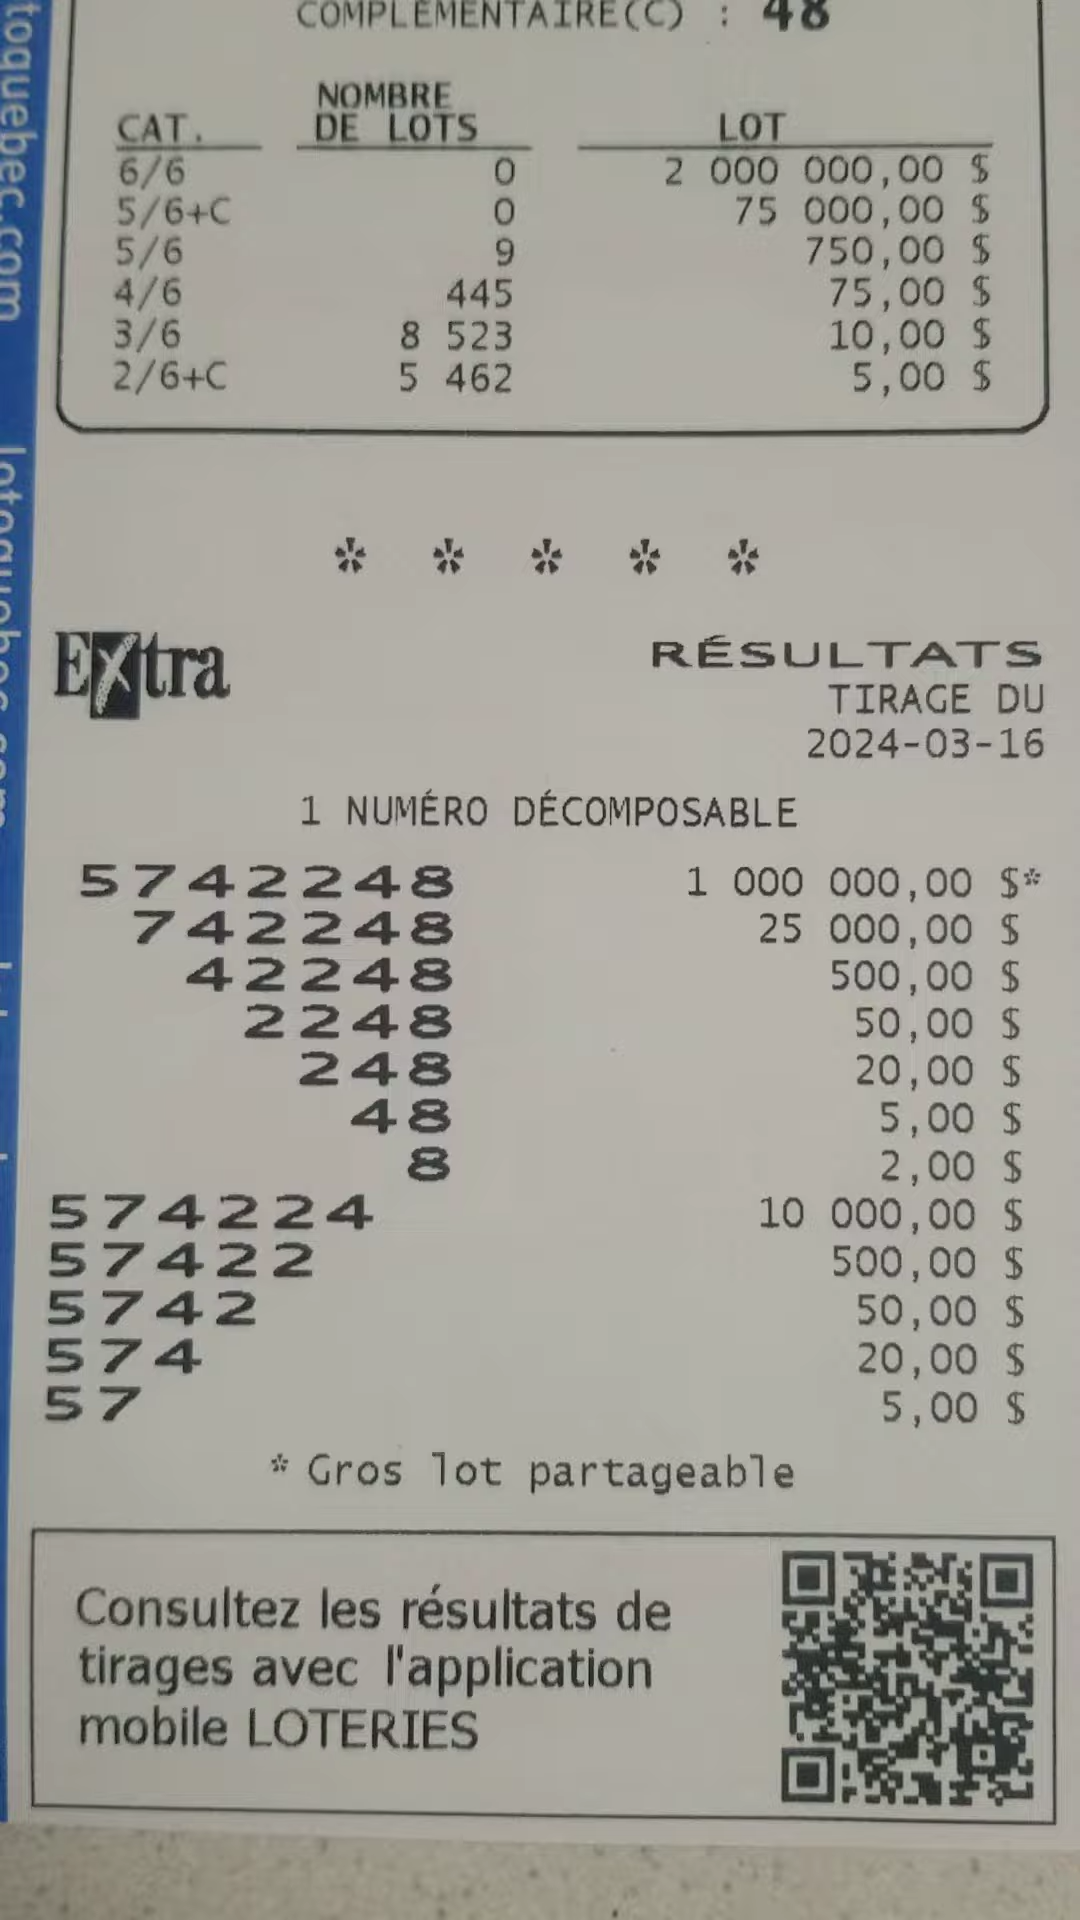 COMPLÉMENTAIRE(C) : 48
CAT. NOMBRE DE LOTS LOT
6/6 0 2 000 000,00 $
5/6+C 0 75 000,00 $
5/6 9 750,00 $
4/6 445 75,00 $
3/6 8 523 10,00 $
2/6+C 5 462 5,00 $
* * * * *
Extra
RÉSULTATS
TIRAGE DU
2024-03-16
1 NUMÉRO DÉCOMPOSABLE
5742248 1 000 000,00 $*
742248 25 000,00 $
42248 500,00 $
2248 50,00 $
248 20,00 $
48 5,00 $
8 2,00 $
574224 10 000,00 $
57422 500,00 $
5742 50,00 $
574 20,00 $
57 5,00 $
* Gros lot partageable
Consultez les résultats de
tirages avec l'application
mobile LOTERIES
toquebec.com
lotoquebec.com